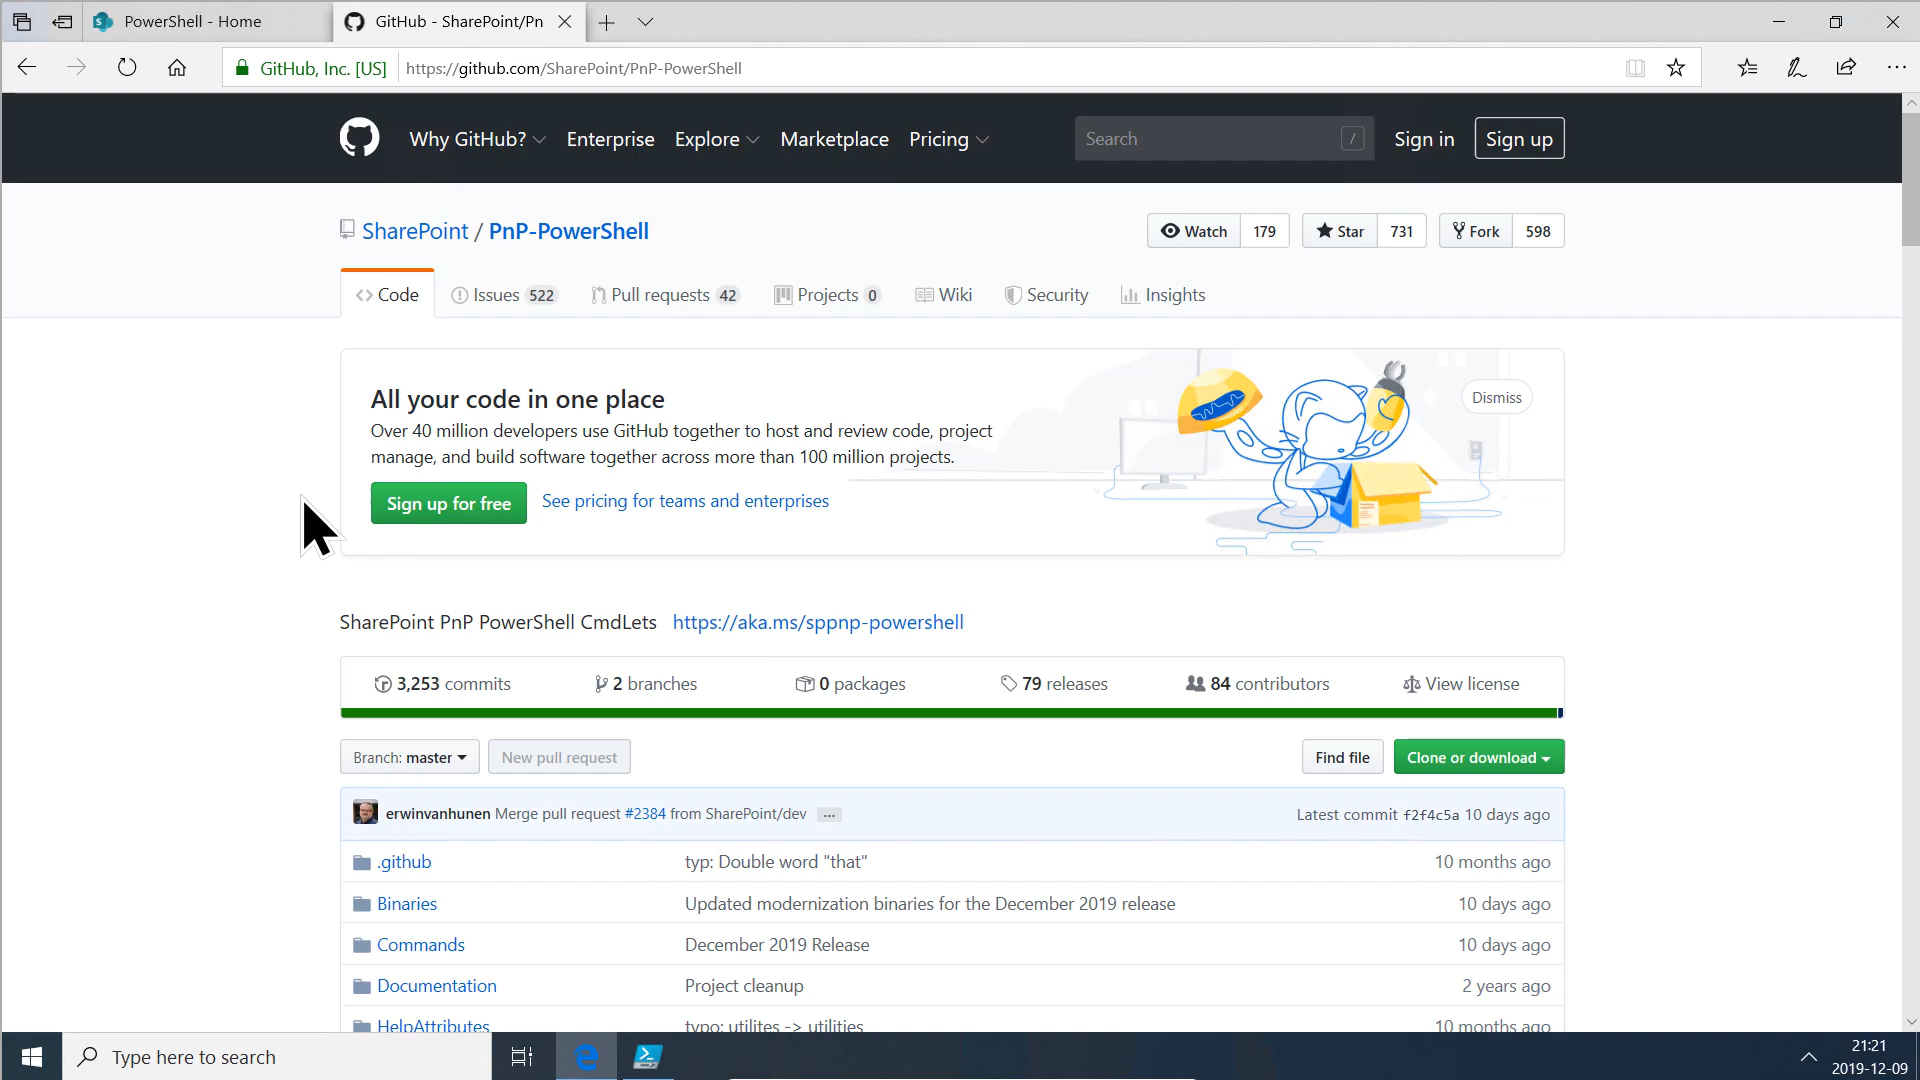 PowerShell - Home
GitHub - SharePoint/Pn
GitHub, Inc. [US]
https://github.com/SharePoint/PnP-PowerShell
Why GitHub?
Enterprise
Explore
Marketplace
Pricing
Search
/
Sign in
Sign up
SharePoint / PnP-PowerShell
Watch 179
Star 731
Fork 598
Code
Issues 522
Pull requests 42
Projects 0
Wiki
Security
Insights
All your code in one place
Dismiss
Over 40 million developers use GitHub together to host and review code, project
manage, and build software together across more than 100 million projects.
Sign up for free
See pricing for teams and enterprises
SharePoint PnP PowerShell CmdLets https://aka.ms/sppnp-powershell
3,253 commits
2 branches
0 packages
79 releases
84 contributors
View license
Branch: master
New pull request
Find file
Clone or download
erwinvanhunen Merge pull request #2384 from SharePoint/dev ...
Latest commit f2f4c5a 10 days ago
.github typ: Double word "that" 10 months ago
Binaries Updated modernization binaries for the December 2019 release 10 days ago
Commands December 2019 Release 10 days ago
Documentation Project cleanup 2 years ago
HelpAttributes typo: utilites -> utilities 10 months ago
Type here to search
21:21
2019-12-09